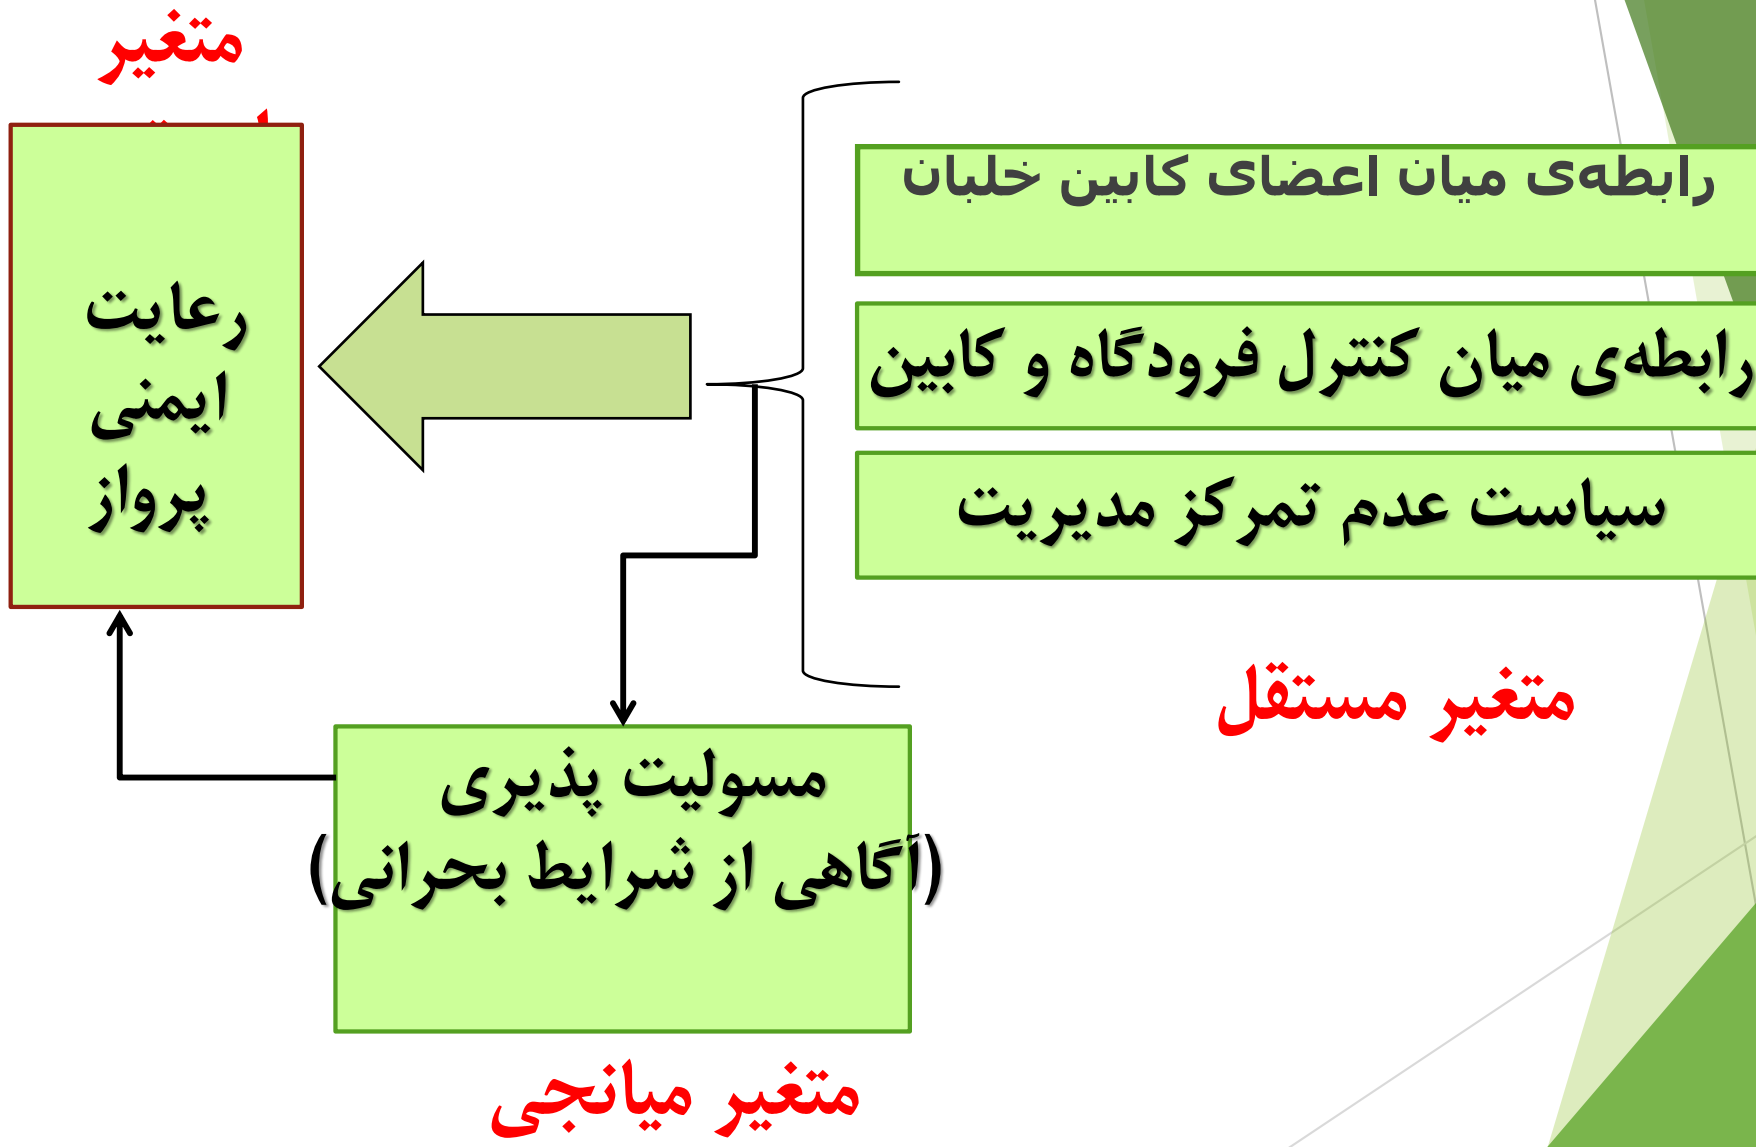 متغیر
رابطه‌ی میان اعضای کابین خلبان
رابطه‌ی میان کنترل فرودگاه و کابین
سیاست عدم تمرکز مدیریت
متغیر مستقل
رعایت
ایمنی
پرواز
مسولیت پذیری
(آگاهی از شرایط بحرانی)
متغیر میانجی